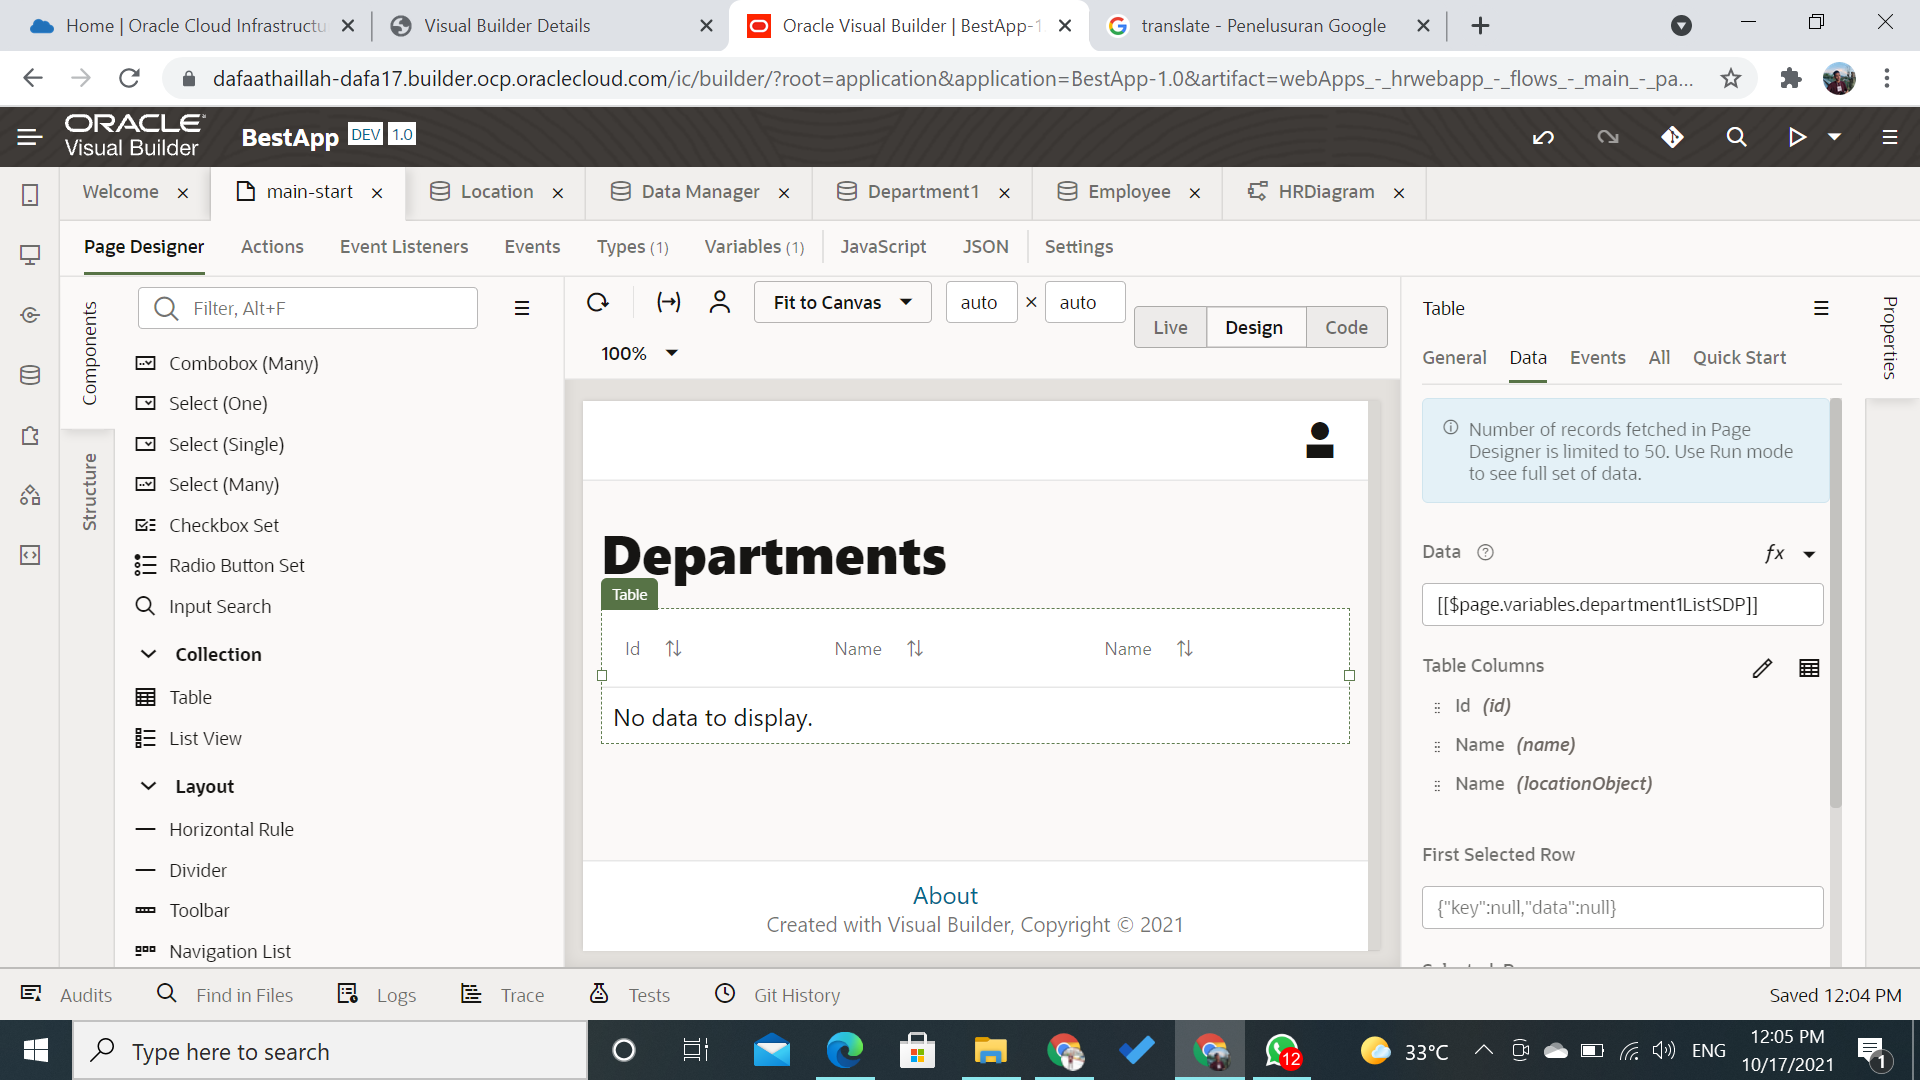 Home | Oracle Cloud Infrastructu
Visual Builder Details
Oracle Visual Builder | BestApp-1
translate - Penelusuran Google
dafaathaillah-dafa17.builder.ocp.oraclecloud.com/ic/builder/?root=application&application=BestApp-1.0&artifact=webApps_-_hrwebapp_-_flows_-_main_-_pa...
ORACLE
Visual Builder
BestApp DEV 1.0
Welcome
main-start
Location
Data Manager
Department1
Employee
HRDiagram
Page Designer
Actions
Event Listeners
Events
Types (1)
Variables (1)
JavaScript
JSON
Settings
Components
Structure
Filter, Alt+F
Combobox (Many)
Select (One)
Select (Single)
Select (Many)
Checkbox Set
Radio Button Set
Input Search
Collection
Table
List View
Layout
Horizontal Rule
Divider
Toolbar
Navigation List
Fit to Canvas
auto × auto
Live
Design
Code
100%
Departments
Table
Id
Name
Name
No data to display.
About
Created with Visual Builder, Copyright © 2021
Table
General
Data
Events
All
Quick Start
Number of records fetched in Page
Designer is limited to 50. Use Run mode
to see full set of data.
Data
fx
[[$page.variables.department1ListSDP]]
Table Columns
Id (id)
Name (name)
Name (locationObject)
First Selected Row
{"key":null,"data":null}
Properties
Audits
Find in Files
Logs
Trace
Tests
Git History
Saved 12:04 PM
Type here to search
12
33°C
ENG
12:05 PM
10/17/2021
1